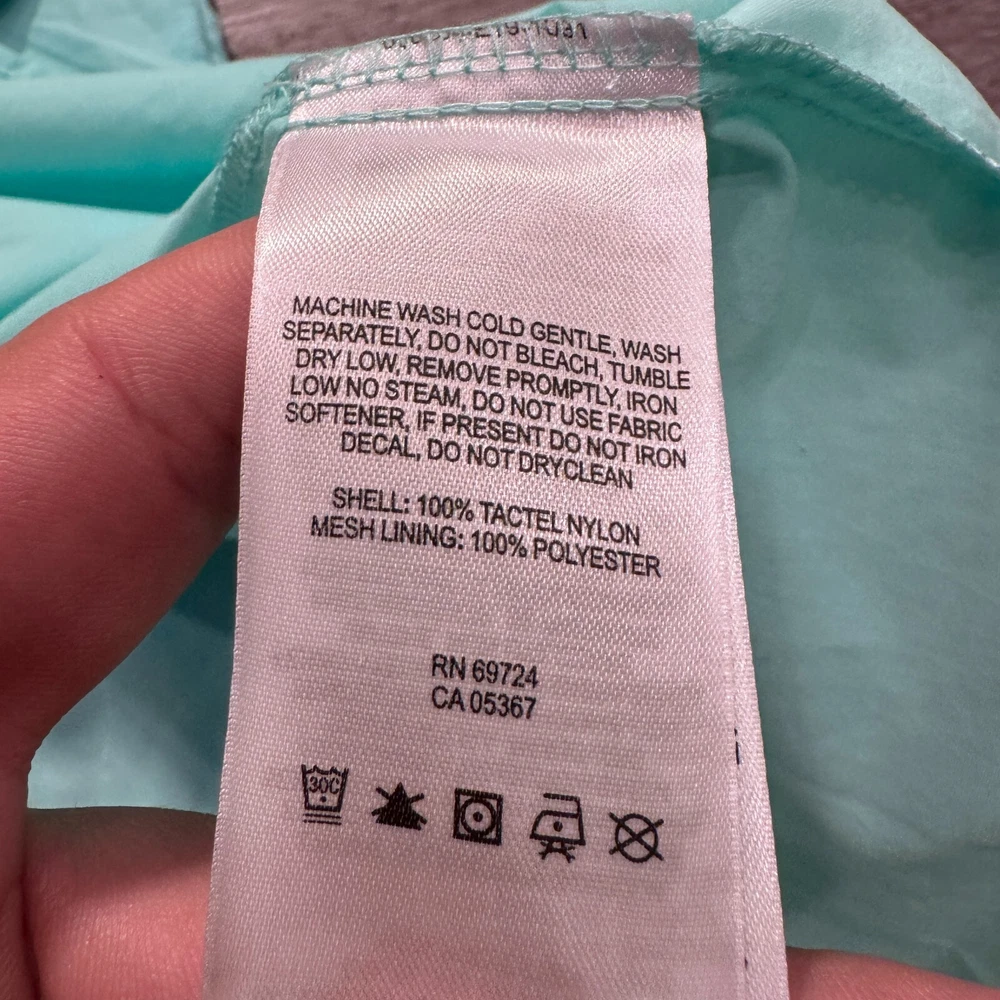 MACHINE WASH COLD GENTLE, WASH
SEPARATELY, DO NOT BLEACH, TUMBLE
DRY LOW, REMOVE PROMPTLY, IRON
LOW NO STEAM, DO NOT USE FABRIC
SOFTENER, IF PRESENT DO NOT IRON
DECAL, DO NOT DRYCLEAN
SHELL: 100% TACTEL NYLON
MESH LINING: 100% POLYESTER
RN 69724
CA 05367
30C